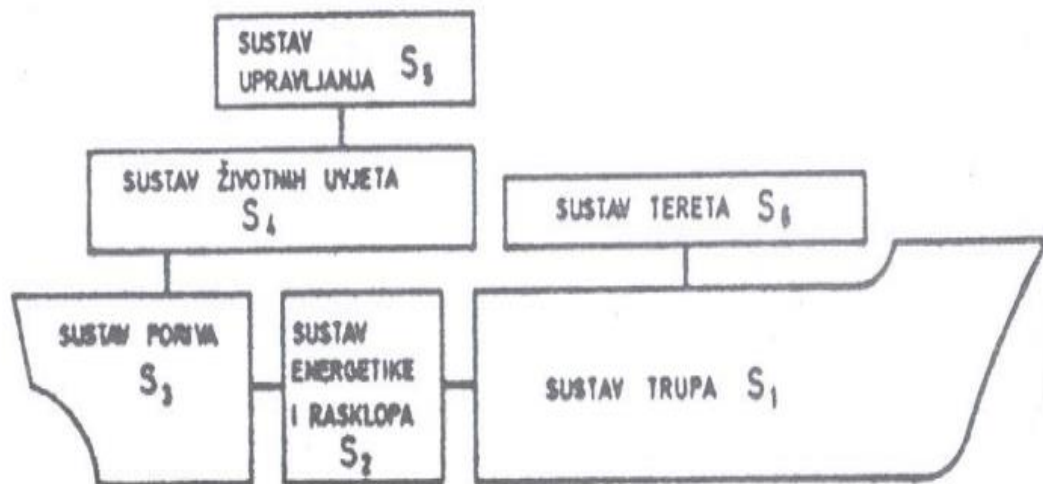 SUSTAV
UPRAVLJANJA S₅
SUSTAV ŽIVOTNIH UVJETA
S₄
SUSTAV TERETA S₆
SUSTAV PORIVA
S₃
SUSTAV
ENERGETIKE
I RASKLOPA
S₂
SUSTAV TRUPA S₁